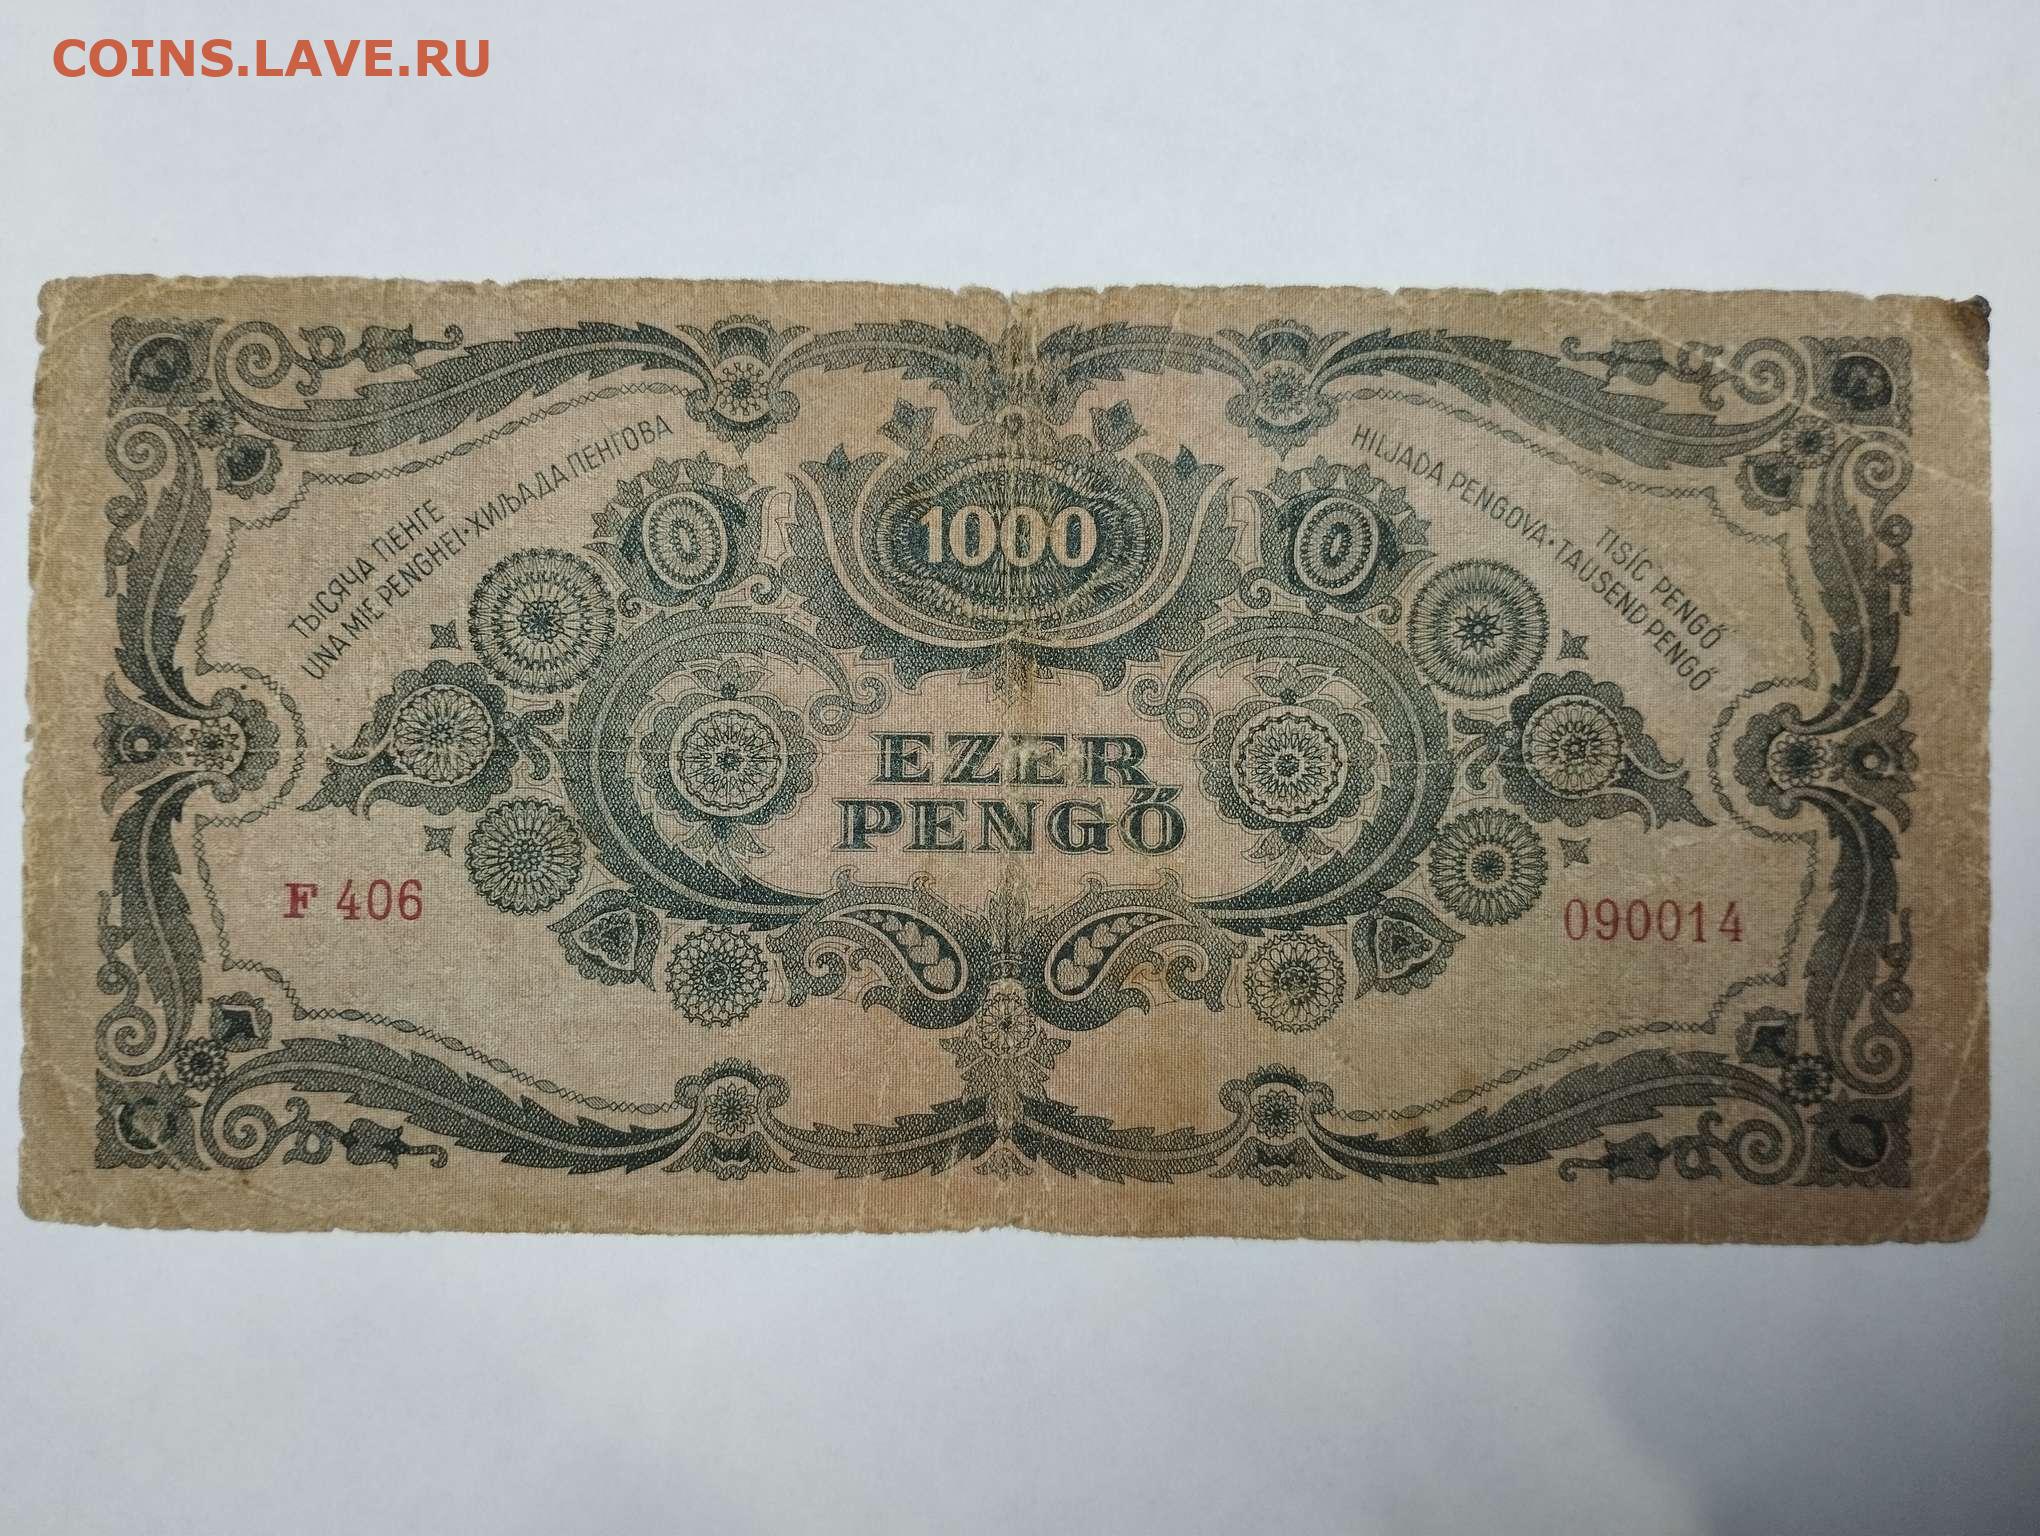 COINS.LAVE.RU
ТЫСЯЧА ПЕНГЕ
UNA MIE PENGHEI · ХИЉАДА ПЕНГОВА
HILJADA PENGOVA · TAUSEND PENGŐ
TISÍC PENGŐ
1000
EZER
PENGŐ
F 406
090014